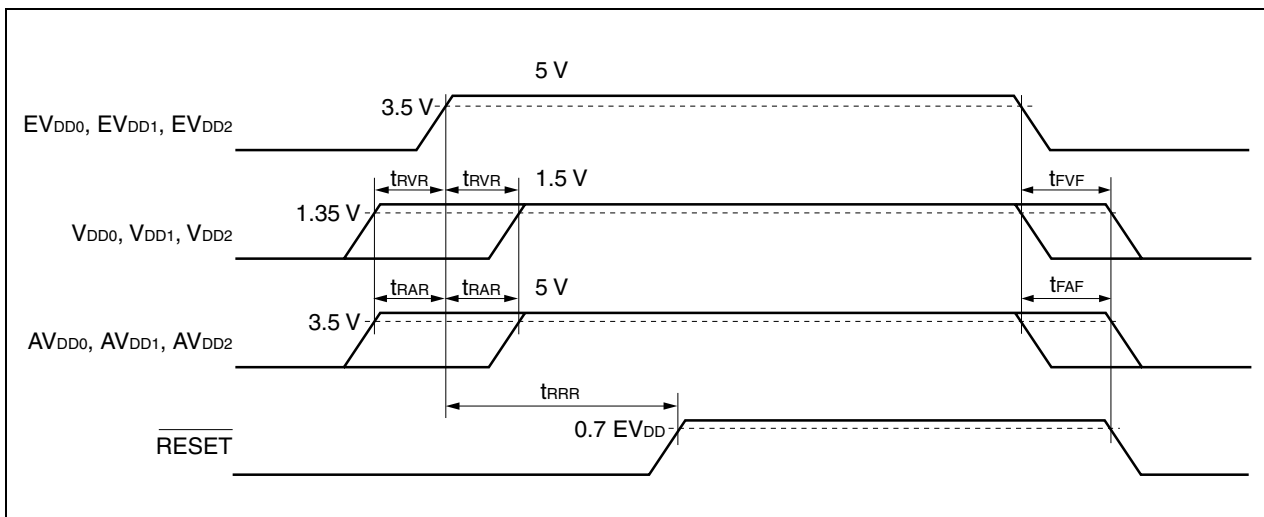 5 V
3.5 V
EVDD0, EVDD1, EVDD2
tRVR tRVR 1.5 V tFVF
1.35 V
VDD0, VDD1, VDD2
tRAR tRAR 5 V tFAF
3.5 V
AVDD0, AVDD1, AVDD2
tRRR
0.7 EVDD
RESET